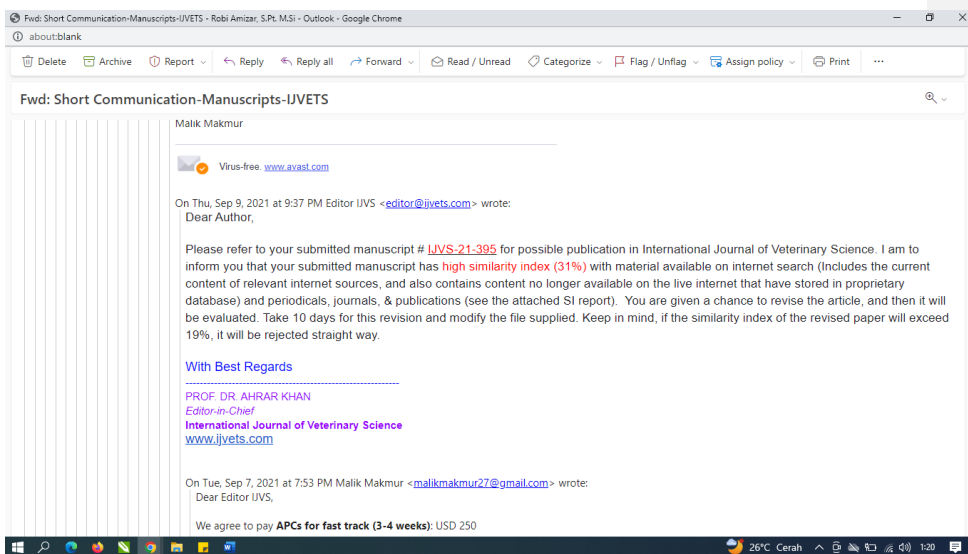 Fwd: Short Communication-Manuscripts-IJVETS - Robi Amizar, S.Pt. M.Si - Outlook - Google Chrome
about:blank
Delete Archive Report Reply Reply all Forward Read / Unread Categorize Flag / Unflag Assign policy Print ...
Fwd: Short Communication-Manuscripts-IJVETS
Malik Makmur
Virus-free. www.avast.com
On Thu, Sep 9, 2021 at 9:37 PM Editor IJVS <editor@ijvets.com> wrote:
Dear Author,
Please refer to your submitted manuscript # IJVS-21-395 for possible publication in International Journal of Veterinary Science. I am to
inform you that your submitted manuscript has high similarity index (31%) with material available on internet search (Includes the current
content of relevant internet sources, and also contains content no longer available on the live internet that have stored in proprietary
database) and periodicals, journals, & publications (see the attached SI report). You are given a chance to revise the article, and then it will
be evaluated. Take 10 days for this revision and modify the file supplied. Keep in mind, if the similarity index of the revised paper will exceed
19%, it will be rejected straight way.
With Best Regards
------------------------------------------------------------
PROF. DR. AHRAR KHAN
Editor-in-Chief
International Journal of Veterinary Science
www.ijvets.com
On Tue, Sep 7, 2021 at 7:53 PM Malik Makmur <malikmakmur27@gmail.com> wrote:
Dear Editor IJVS,
We agree to pay APCs for fast track (3-4 weeks): USD 250
26°C Cerah 1:20